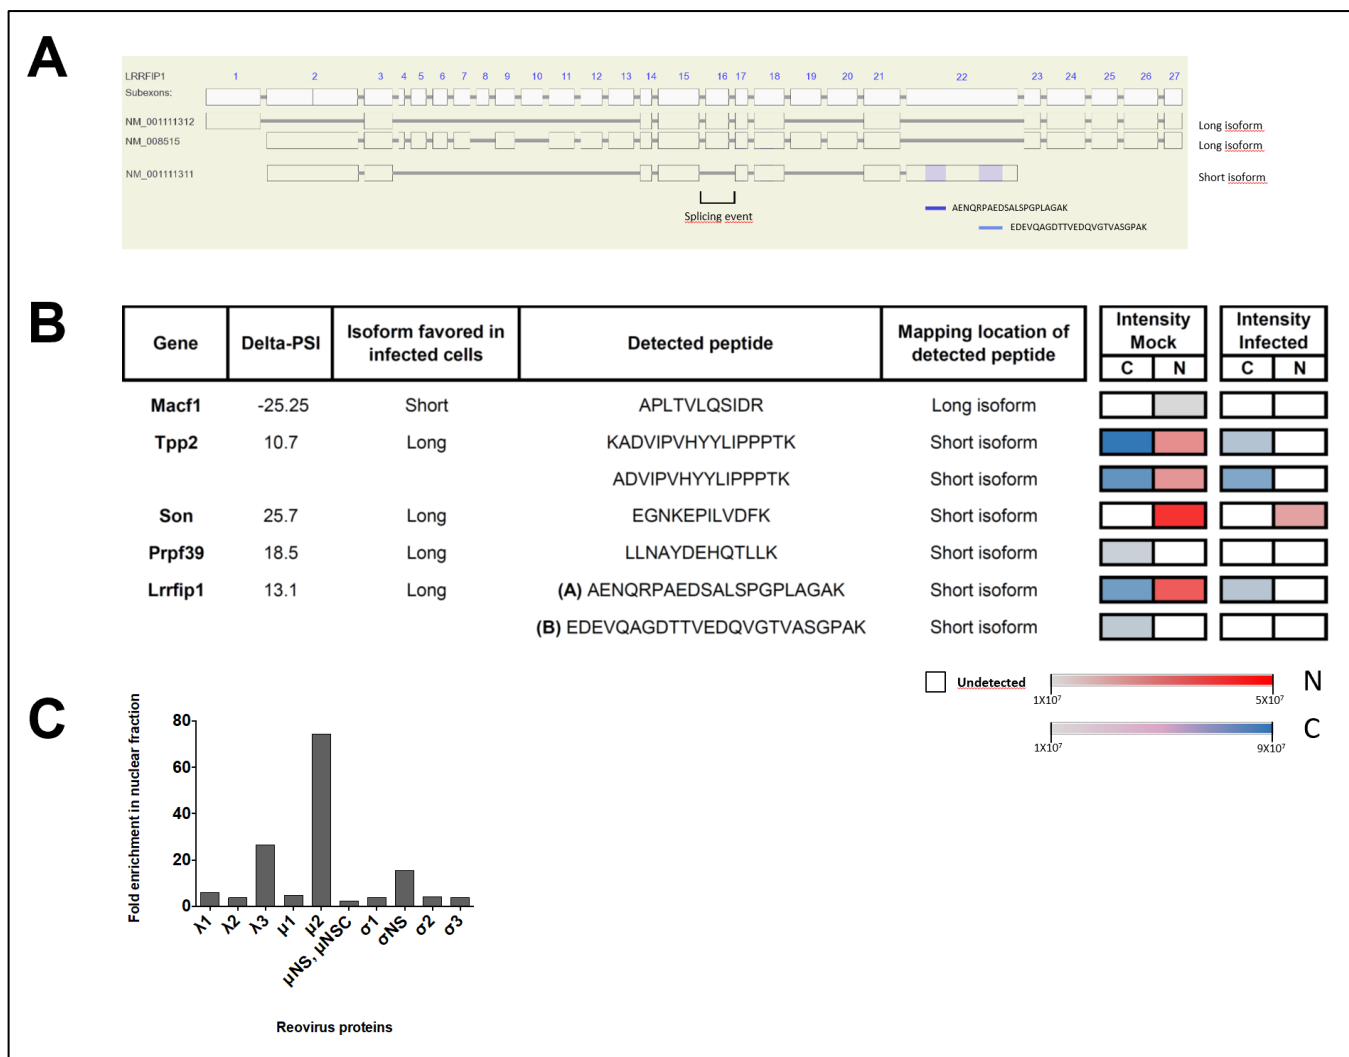 A
LRRFIP1 1 2 3 4 5 6 7 8 9 10 11 12 13 14 15 16 17 18 19 20 21 22 23 24 25 26 27
Subexons:
NM_001111312 Long isoform
NM_008515 Long isoform
NM_001111311 Short isoform
Splicing event
AENQRPAEDSALSPGPLAGAK
EDEVQAGDTTVEDQVGTVASGPAK
B
Gene Delta-PSI Isoform favored in infected cells Detected peptide Mapping location of detected peptide Intensity Mock Intensity Infected
C N C N
Macf1 -25.25 Short APLTVLQSIDR Long isoform
Tpp2 10.7 Long KADVIPVHYYLIPPPTK Short isoform
ADVIPVHYYLIPPPTK Short isoform
Son 25.7 Long EGNKEPILVDFK Short isoform
Prpf39 18.5 Long LLNAYDEHQTLLK Short isoform
Lrrfip1 13.1 Long (A) AENQRPAEDSALSPGPLAGAK Short isoform
(B) EDEVQAGDTTVEDQVGTVASGPAK Short isoform
Undetected
1X10⁷ 5X10⁷ N
1X10⁷ 9X10⁷ C
C
Fold enrichment in nuclear fraction
80
60
40
20
0
λ1 λ2 λ3 μ1 μ2 μNS, μNSC σ1 σNS σ2 σ3
Reovirus proteins